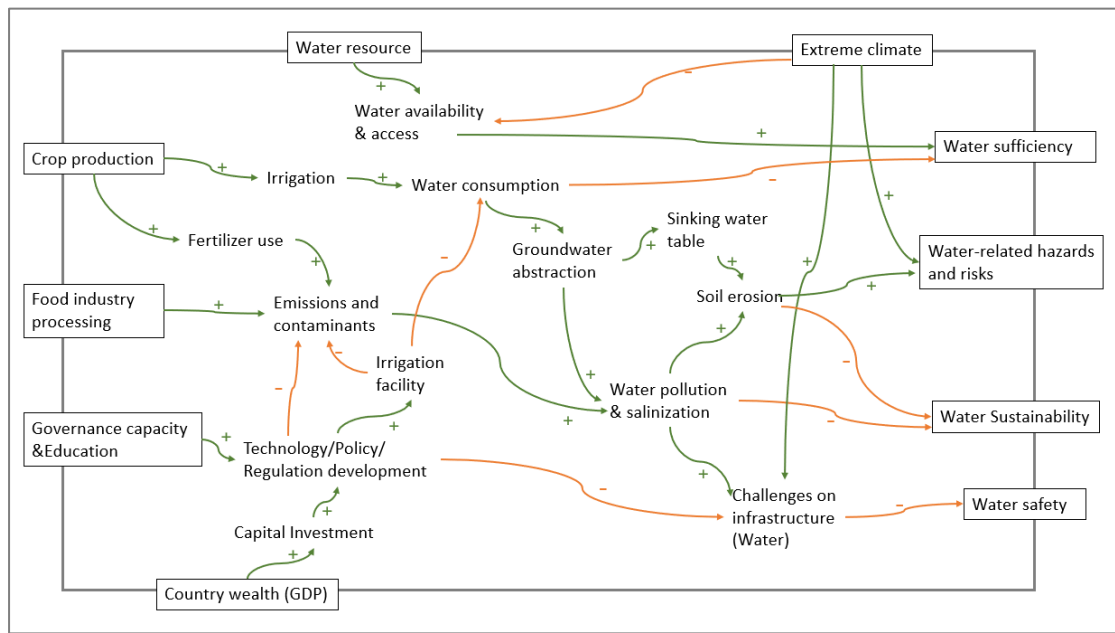 Water resource
Extreme climate
+
−
Water availability
& access
+
Water sufficiency
Crop production
+
Irrigation
+
Water consumption
−
+
Fertilizer use
+
+
Groundwater
abstraction
+
Sinking water
table
+
+
Water-related hazards
and risks
−
+
Soil erosion
+
Food industry
processing
+
Emissions and
contaminants
−
−
Irrigation
facility
+
+
−
Water pollution
& salinization
−
Water Sustainability
Governance capacity
&Education
+
+
+
Technology/Policy/
Regulation development
+
−
Challenges on
infrastructure
(Water)
−
Water safety
+
Capital Investment
+
Country wealth (GDP)